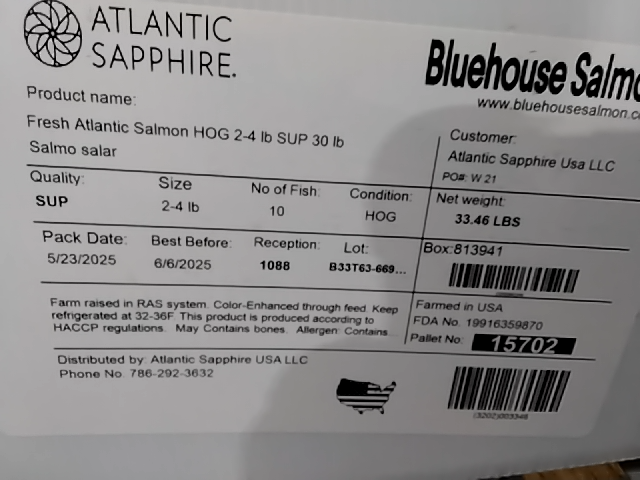 ATLANTIC
SAPPHIRE.
Bluehouse Salmo
www.bluehousesalmon.co
Product name:
Fresh Atlantic Salmon HOG 2-4 lb SUP 30 lb
Salmo salar
Customer:
Atlantic Sapphire Usa LLC
PO#: W 21
Quality:
SUP
Size
2-4 lb
No of Fish:
10
Condition:
HOG
Net weight:
33.46 LBS
Pack Date:
5/23/2025
Best Before:
6/6/2025
Reception:
1088
Lot:
B33T63-669...
Box:813941
Farm raised in RAS system. Color-Enhanced through feed. Keep
refrigerated at 32-36F. This product is produced according to
HACCP regulations. May Contains bones. Allergen: Contains
Farmed in USA
FDA No. 19916359870
Pallet No: 15702
Distributed by: Atlantic Sapphire USA LLC
Phone No. 786-292-3632
(3202)003346